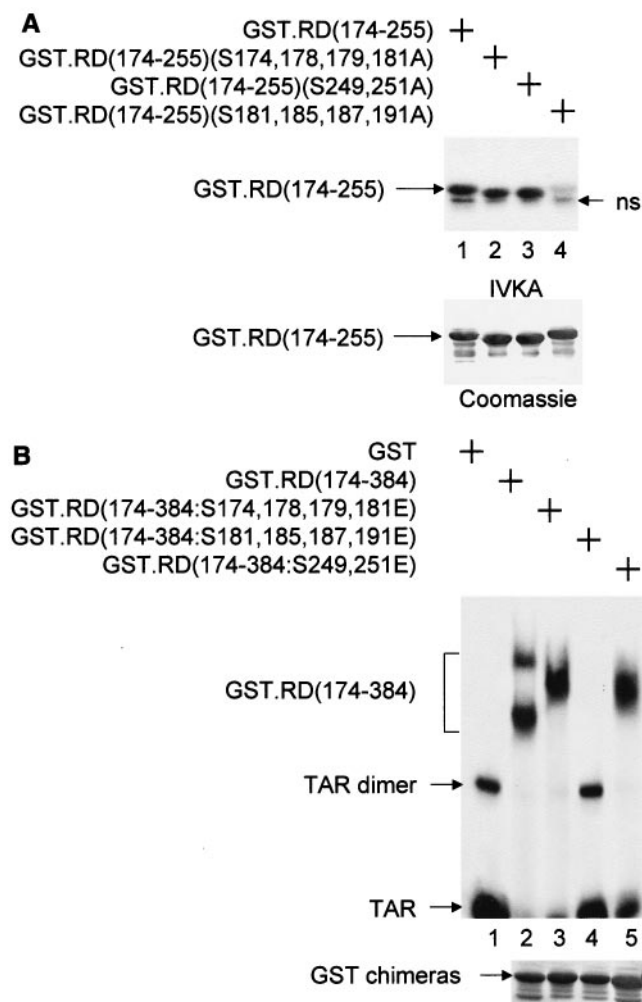 A
GST.RD(174-255)
GST.RD(174-255)(S174,178,179,181A)
GST.RD(174-255)(S249,251A)
GST.RD(174-255)(S181,185,187,191A)
+ + + +
GST.RD(174-255)
ns
1 2 3 4
IVKA
GST.RD(174-255)
Coomassie
B
GST
GST.RD(174-384)
GST.RD(174-384:S174,178,179,181E)
GST.RD(174-384:S181,185,187,191E)
GST.RD(174-384:S249,251E)
+ + + + +
GST.RD(174-384)
TAR dimer
TAR
1 2 3 4 5
GST chimeras